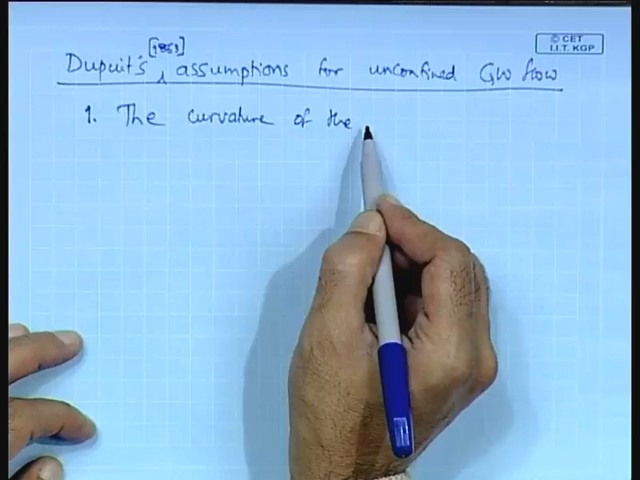 © CET
I.I.T. KGP
[1863]
Dupuit's ^ assumptions for unconfined GW flow
1. The curvature of the